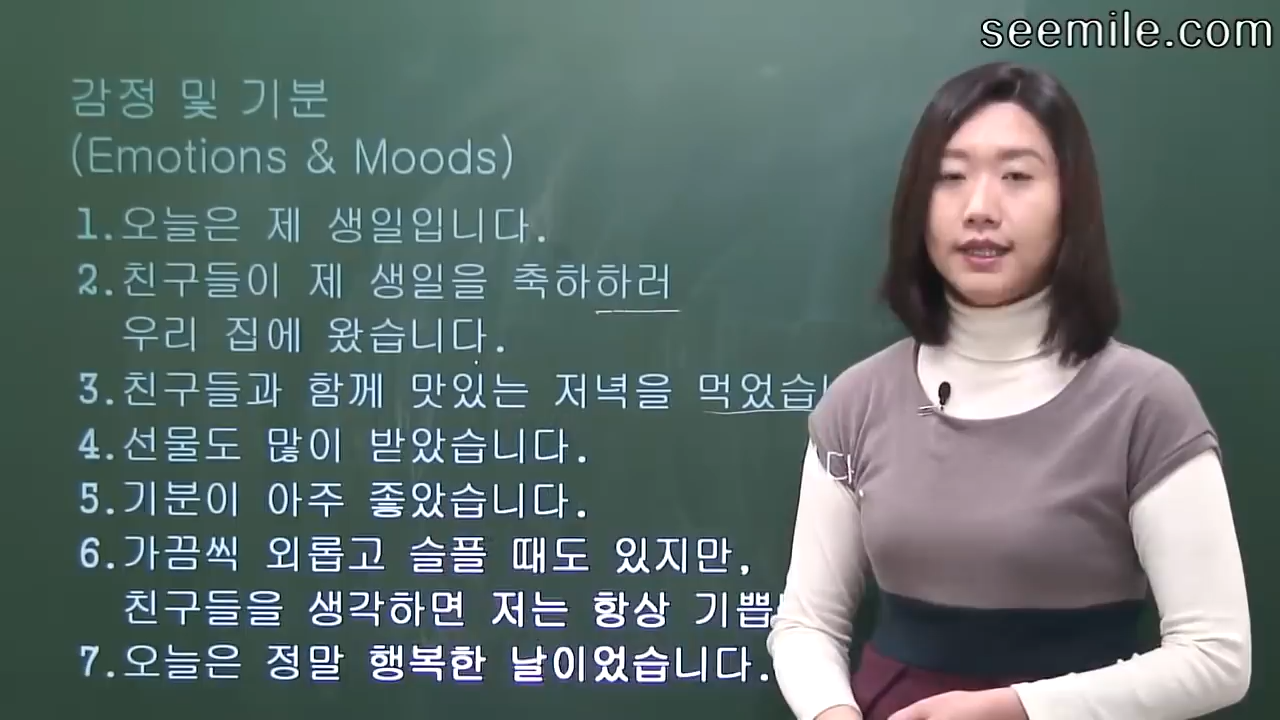 seemile.com
감정 및 기분
(Emotions & Moods)
1.오늘은 제 생일입니다.
2.친구들이 제 생일을 축하하러
우리 집에 왔습니다.
3.친구들과 함께 맛있는 저녁을 먹었습
다.
4.선물도 많이 받았습니다.
5.기분이 아주 좋았습니다.
6.가끔씩 외롭고 슬플 때도 있지만,
친구들을 생각하면 저는 항상 기쁩
7.오늘은 정말 행복한 날이었습니다.